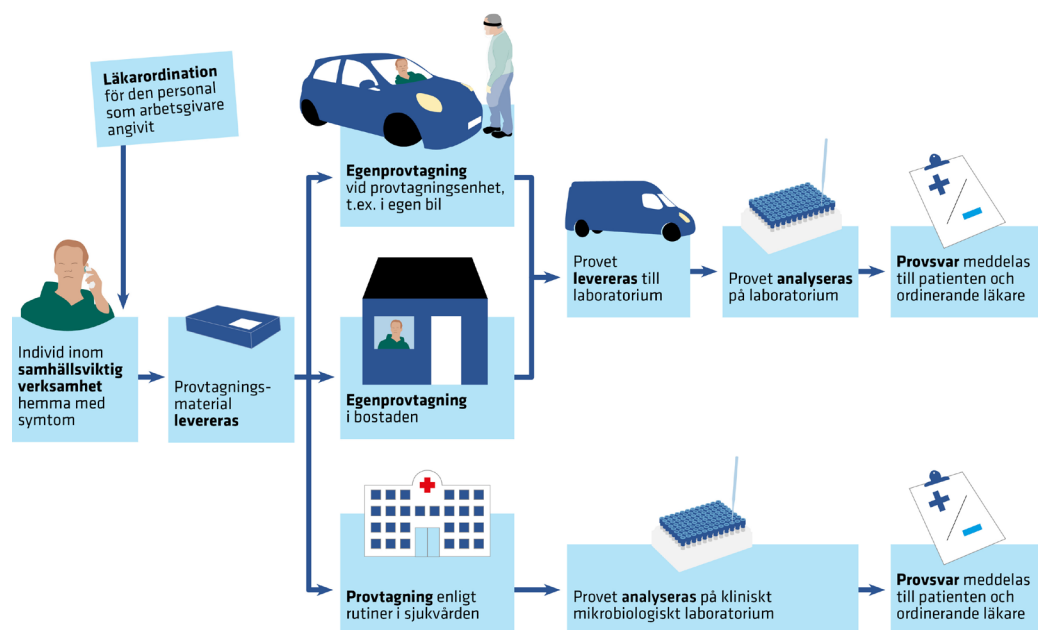 Läkarordination
för den personal
som arbetsgivare
angivit
Individ inom
samhällsviktig
verksamhet
hemma med
symtom
Provtagnings-
material
levereras
Egenprovtagning
vid provtagningsenhet,
t.ex. i egen bil
Egenprovtagning
i bostaden
Provet
levereras till
laboratorium
Provet analyseras
på laboratorium
Provsvar meddelas
till patienten och
ordinerande läkare
Provtagning enligt
rutiner i sjukvården
Provet analyseras på kliniskt
mikrobiologiskt laboratorium
Provsvar meddelas
till patienten och
ordinerande läkare